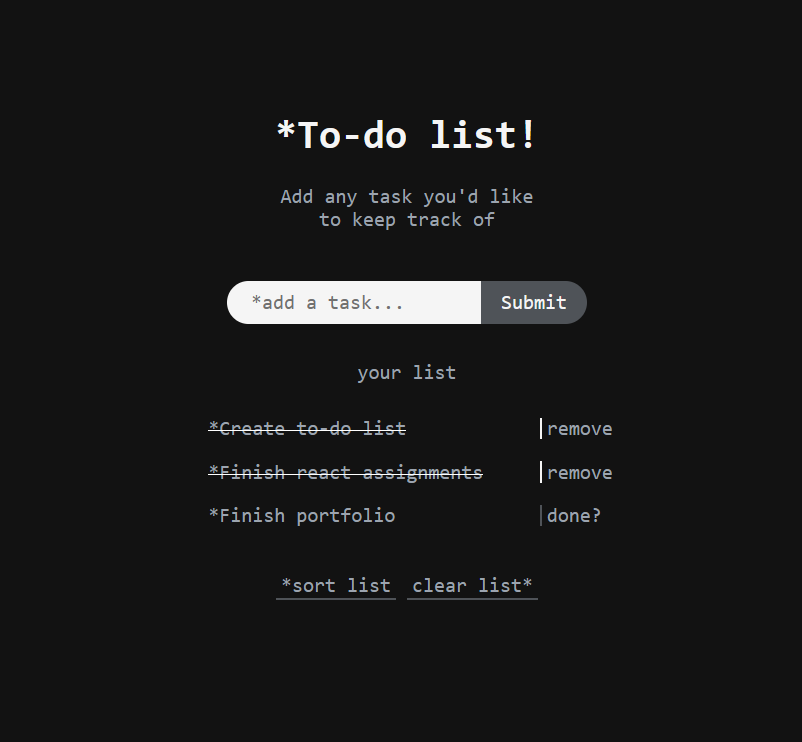 *To-do list!
Add any task you'd like
to keep track of
*add a task... Submit
your list
*Create to-do list remove
*Finish react assignments remove
*Finish portfolio done?
*sort list clear list*